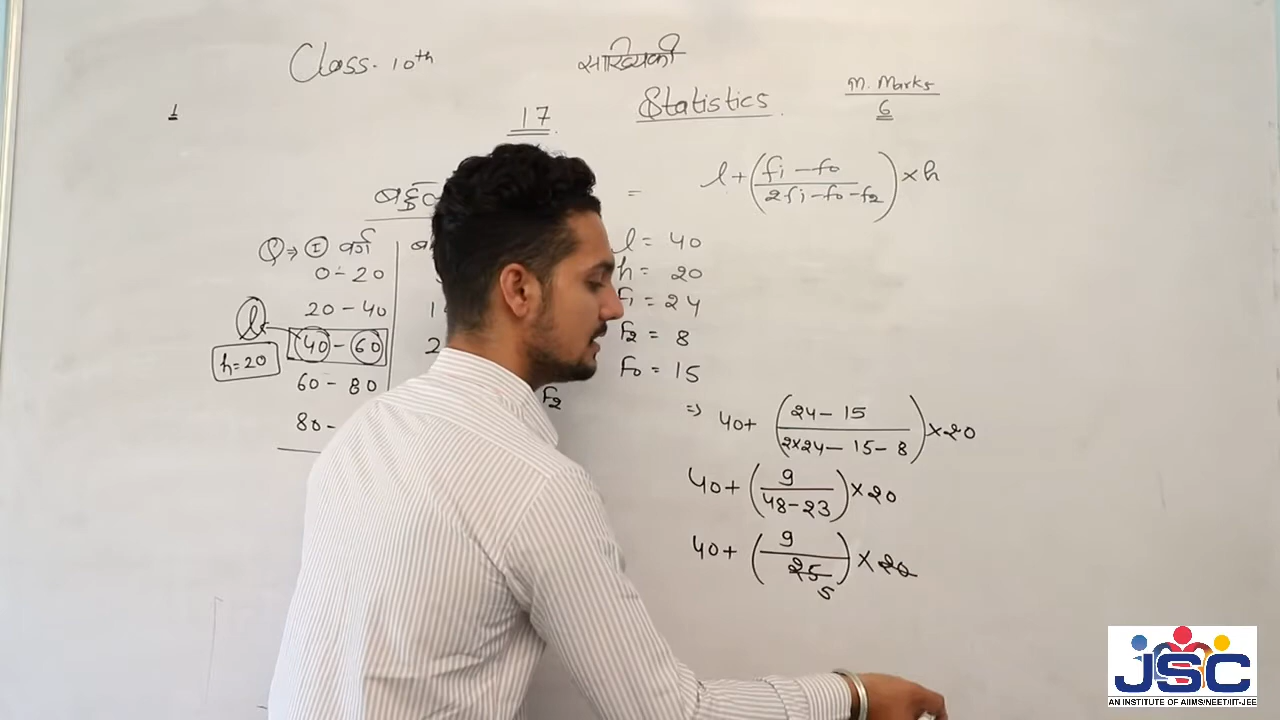 Class. 10th
सांख्यिकी
1
17
Statistics
M. Marks
6
= l + (f1 - f0 / 2f1 - f0 - f2) × h
Q ⇒ (I) वर्ग
0 - 20
20 - 40
l
40 - 60
h = 20
60 - 80
80 -
f2
l = 40
h = 20
f1 = 24
f2 = 8
f0 = 15
⇒ 40 + (24 - 15 / 2×24 - 15 - 8) × 20
40 + (9 / 48 - 23) × 20
40 + (9 / 25) × 20
5
JSC
AN INSTITUTE OF AIIMS/NEET/IIT-JEE